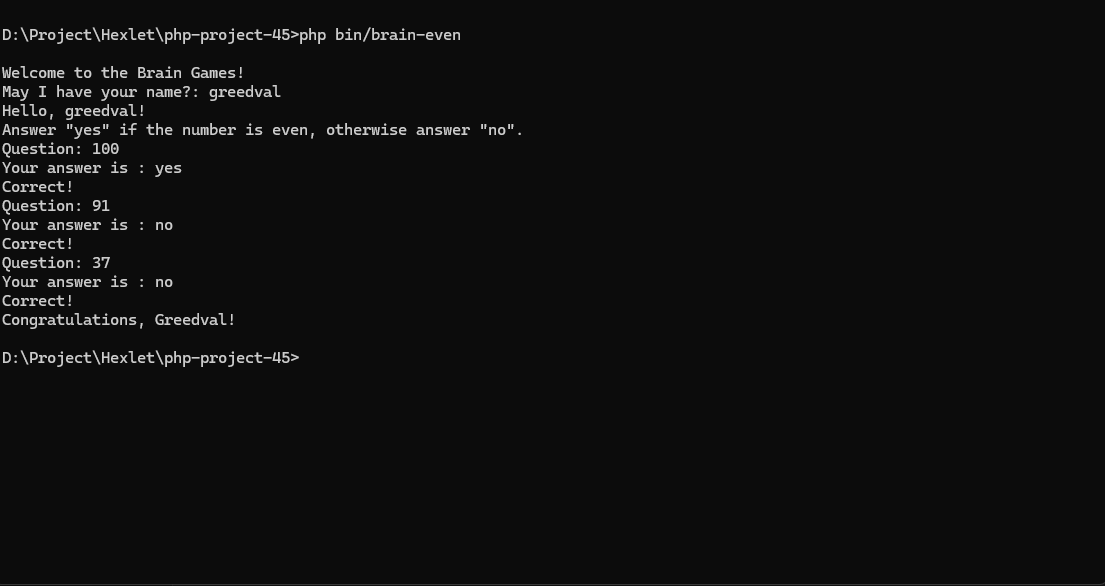 D:\Project\Hexlet\php-project-45>php bin/brain-even
Welcome to the Brain Games!
May I have your name?: greedval
Hello, greedval!
Answer "yes" if the number is even, otherwise answer "no".
Question: 100
Your answer is : yes
Correct!
Question: 91
Your answer is : no
Correct!
Question: 37
Your answer is : no
Correct!
Congratulations, Greedval!
D:\Project\Hexlet\php-project-45>